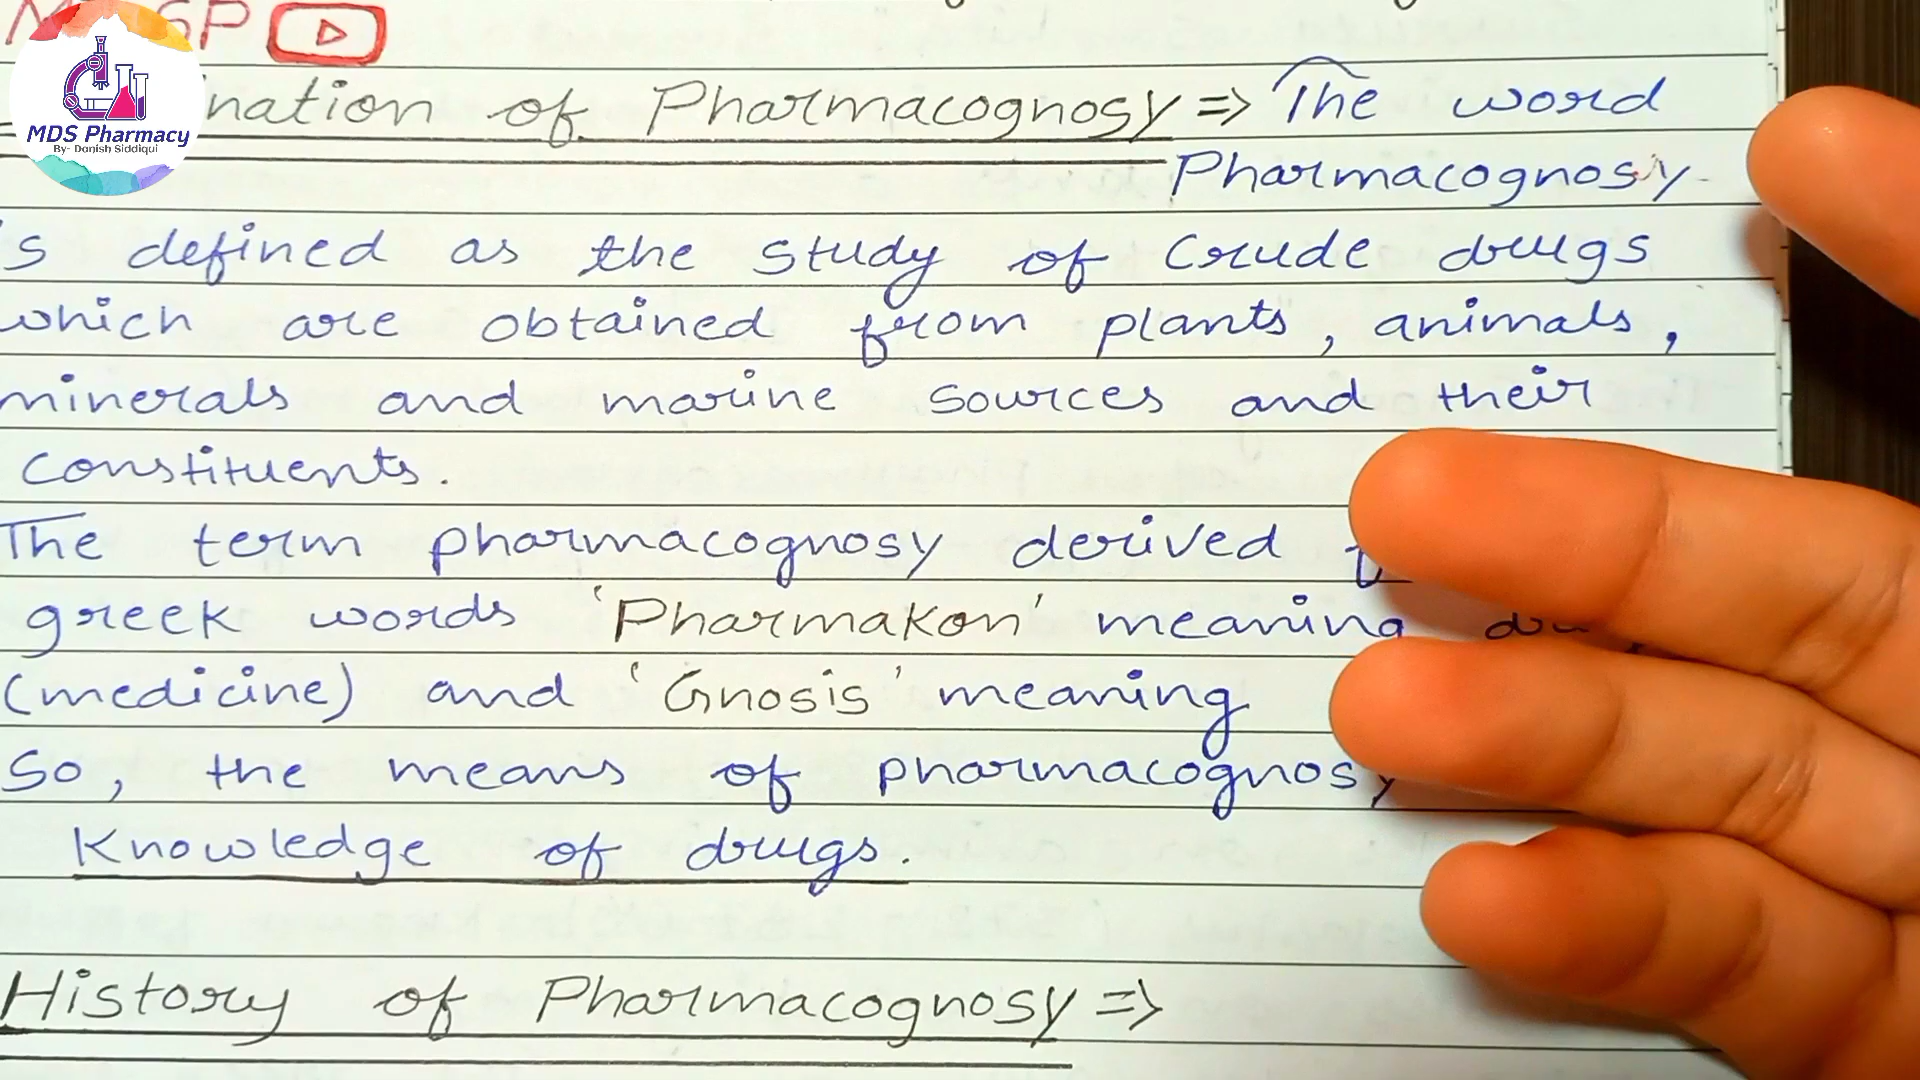 MDS Pharmacy
By- Danish Siddiqui
nation of Pharmacognosy => The word
Pharmacognosy
is defined as the study of Crude drugs
which are obtained from plants, animals,
minerals and marine sources and their
constituents.
The term pharmacognosy derived
greek words 'Pharmakon' meaning
(medicine) and 'Gnosis' meaning
So, the means of pharmacognosy
Knowledge of drugs.
History of Pharmacognosy =>